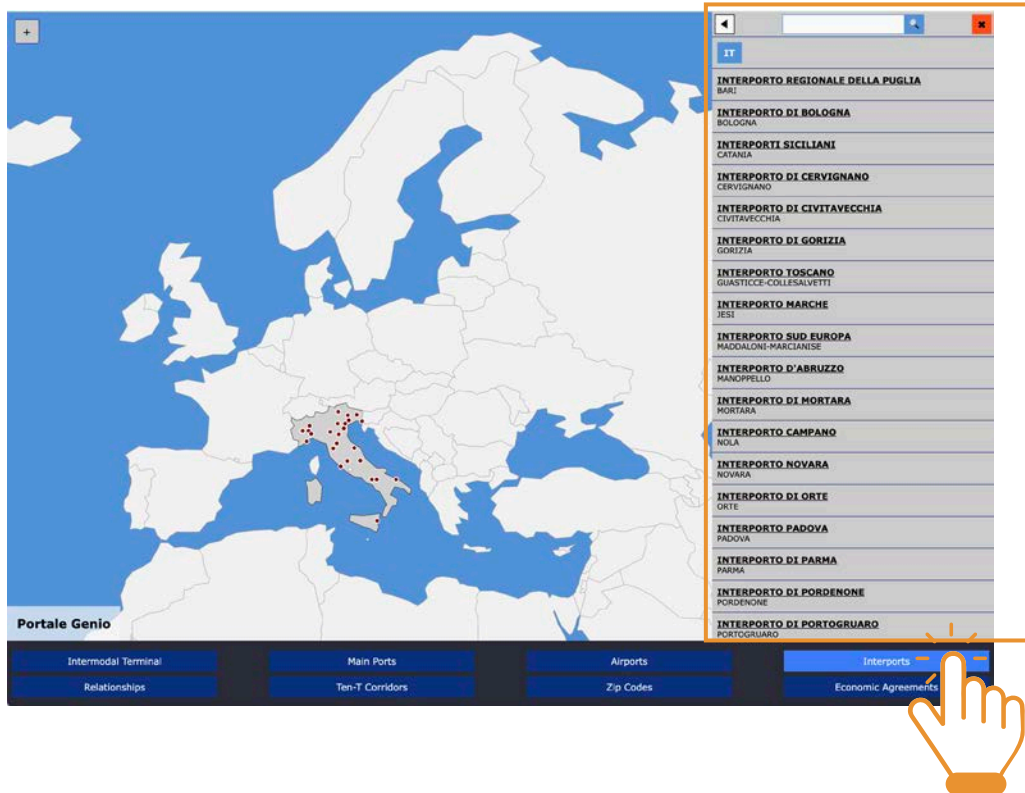 +
IT
INTERPORTO REGIONALE DELLA PUGLIA
BARI
INTERPORTO DI BOLOGNA
BOLOGNA
INTERPORTI SICILIANI
CATANIA
INTERPORTO DI CERVIGNANO
CERVIGNANO
INTERPORTO DI CIVITAVECCHIA
CIVITAVECCHIA
INTERPORTO DI GORIZIA
GORIZIA
INTERPORTO TOSCANO
GUASTICCE-COLLESALVETTI
INTERPORTO MARCHE
JESI
INTERPORTO SUD EUROPA
MADDALONI-MARCIANISE
INTERPORTO D'ABRUZZO
MANOPPELLO
INTERPORTO DI MORTARA
MORTARA
INTERPORTO CAMPANO
NOLA
INTERPORTO NOVARA
NOVARA
INTERPORTO DI ORTE
ORTE
INTERPORTO PADOVA
PADOVA
INTERPORTO DI PARMA
PARMA
INTERPORTO DI PORDENONE
PORDENONE
INTERPORTO DI PORTOGRUARO
PORTOGRUARO
Portale Genio
Intermodal Terminal Main Ports Airports Interports
Relationships Ten-T Corridors Zip Codes Economic Agreements